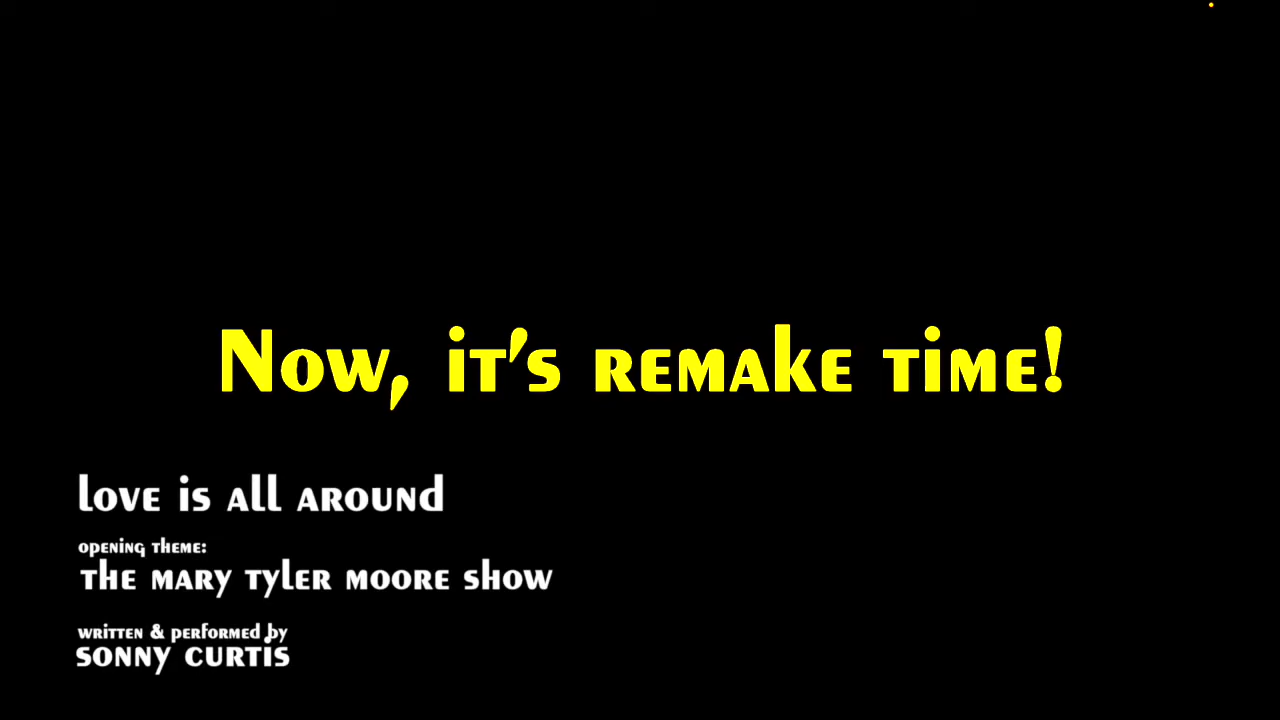 Now, it's remake time!
love is all around
opening theme:
the mary tyler moore show
written & performed by
sonny curtis